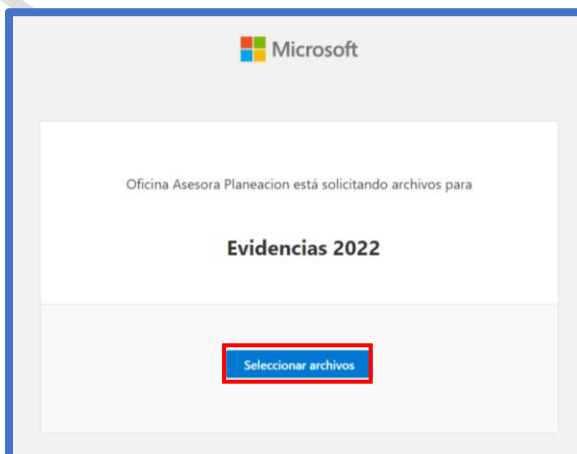 Microsoft
Oficina Asesora Planeacion está solicitando archivos para
Evidencias 2022
Seleccionar archivos